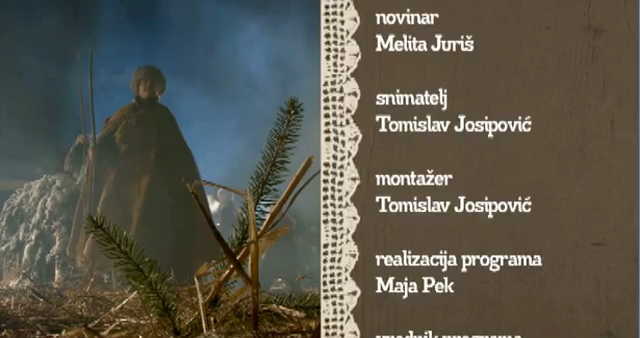 novinar
Melita Juriš
snimatelj
Tomislav Josipović
montažer
Tomislav Josipović
realizacija programa
Maja Pek